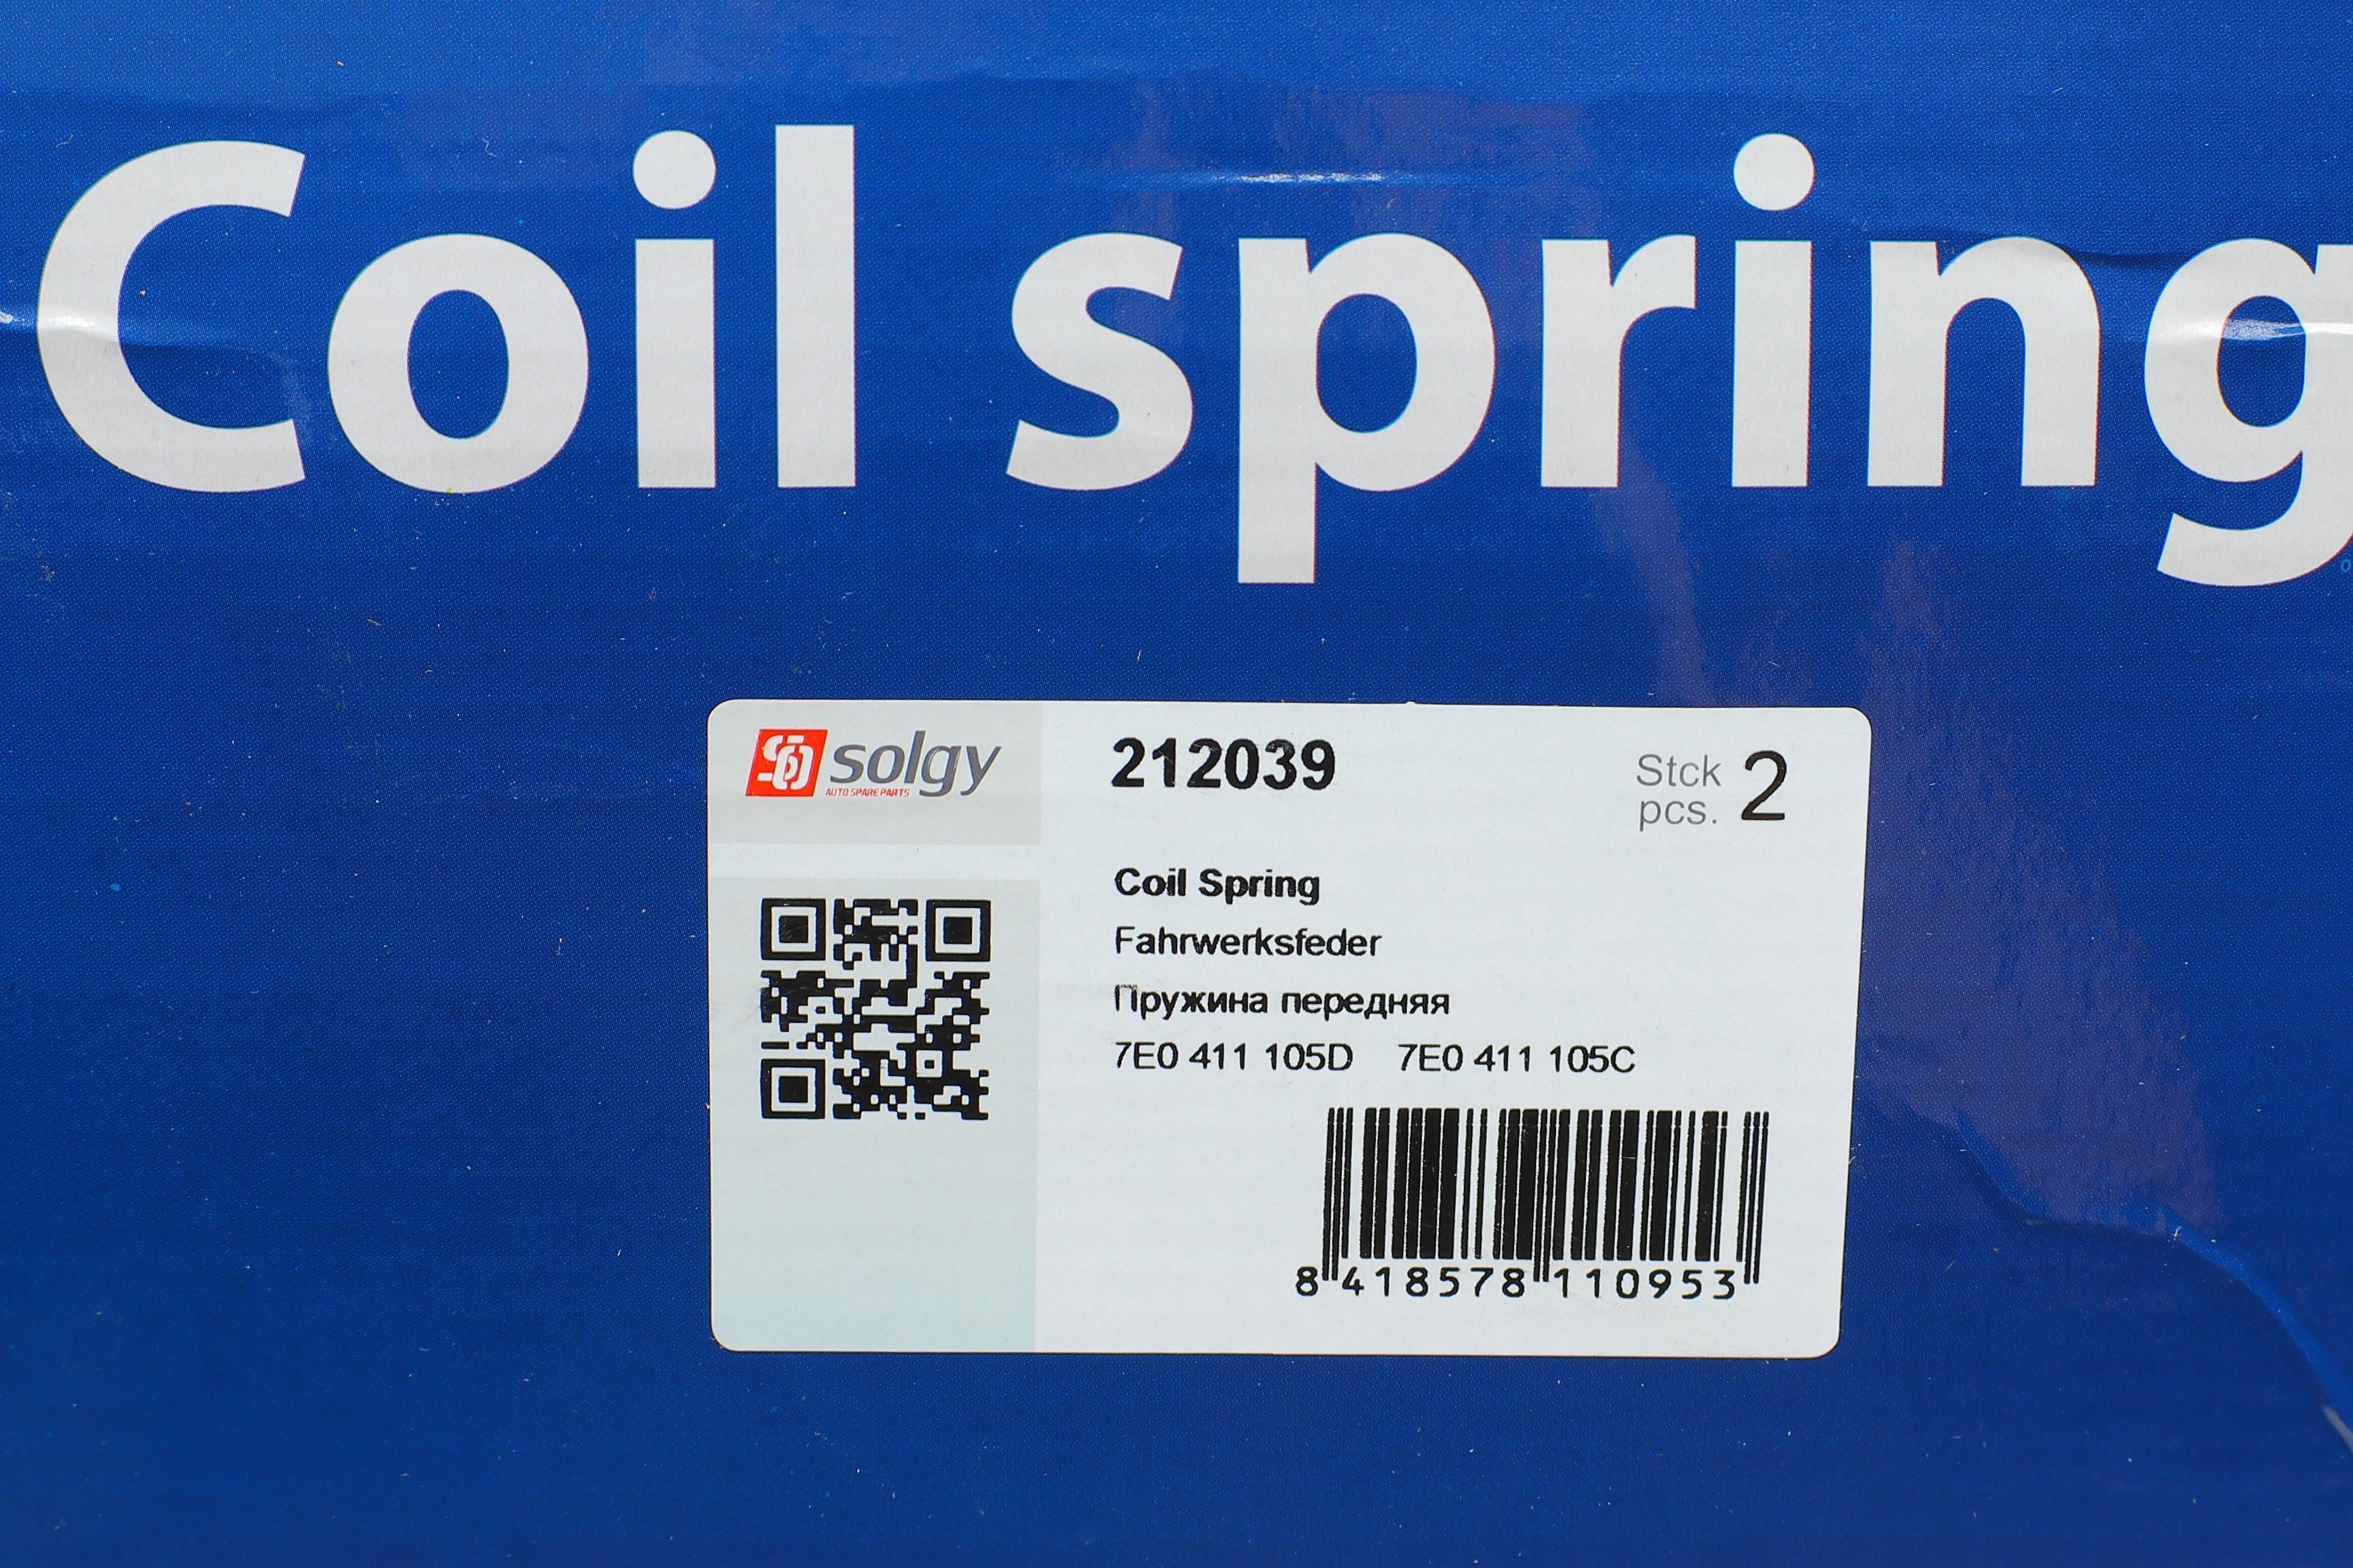 Coil spring
solgy
AUTO SPARE PARTS
212039
Stck
pcs. 2
Coil Spring
Fahrwerksfeder
Пружина передняя
7E0 411 105D 7E0 411 105C
8 418578 110953